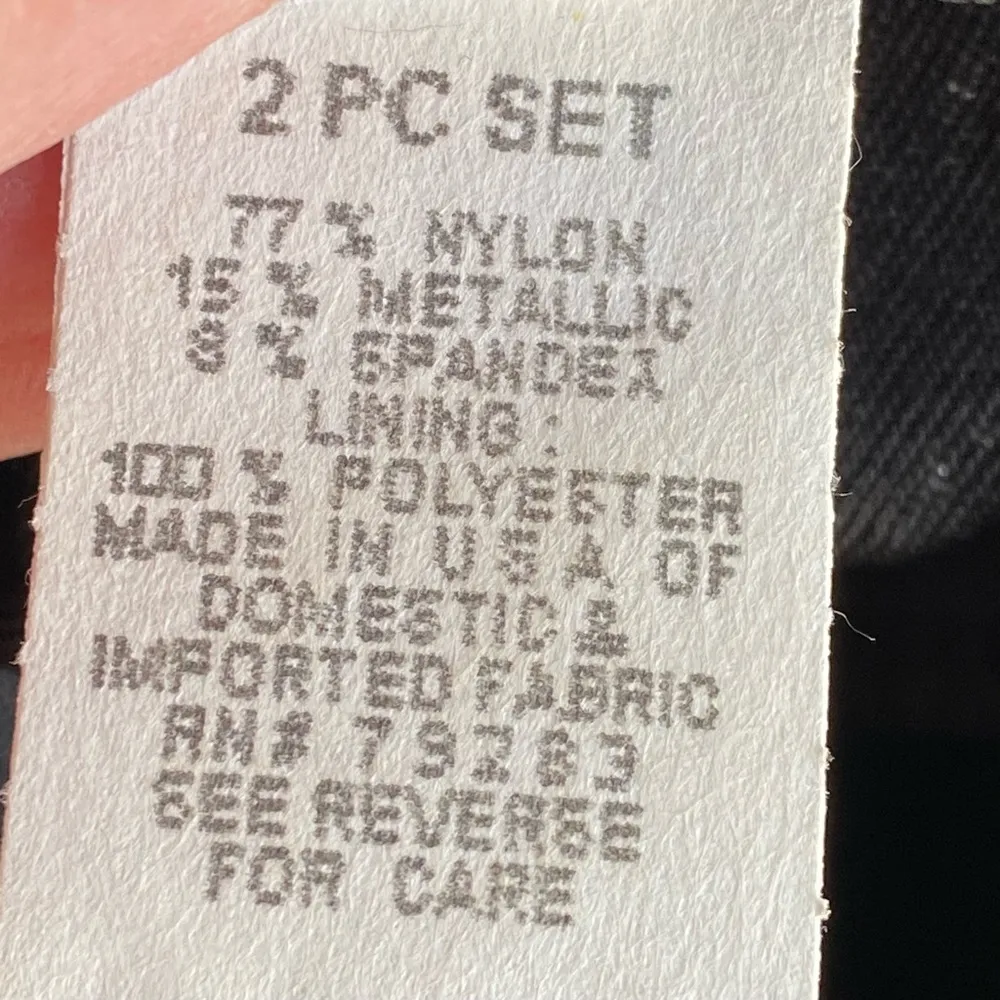 2 PC SET
77 % NYLON
15 % METALLIC
8 % SPANDEX
LINING :
100 % POLYESTER
MADE IN U S A OF
DOMESTIC &
IMPORTED FABRIC
RN#
SEE REVERSE
FOR CARE